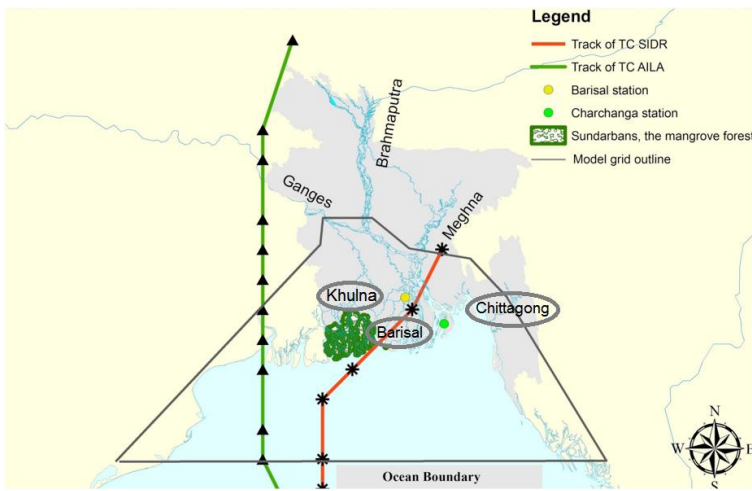 Legend
Track of TC SIDR
Track of TC AILA
Barisal station
Charchanga station
Sundarbans, the mangrove forest
Model grid outline
Brahmaputra
Ganges
Meghna
Khulna
Chittagong
Barisal
N
W E
S
Ocean Boundary